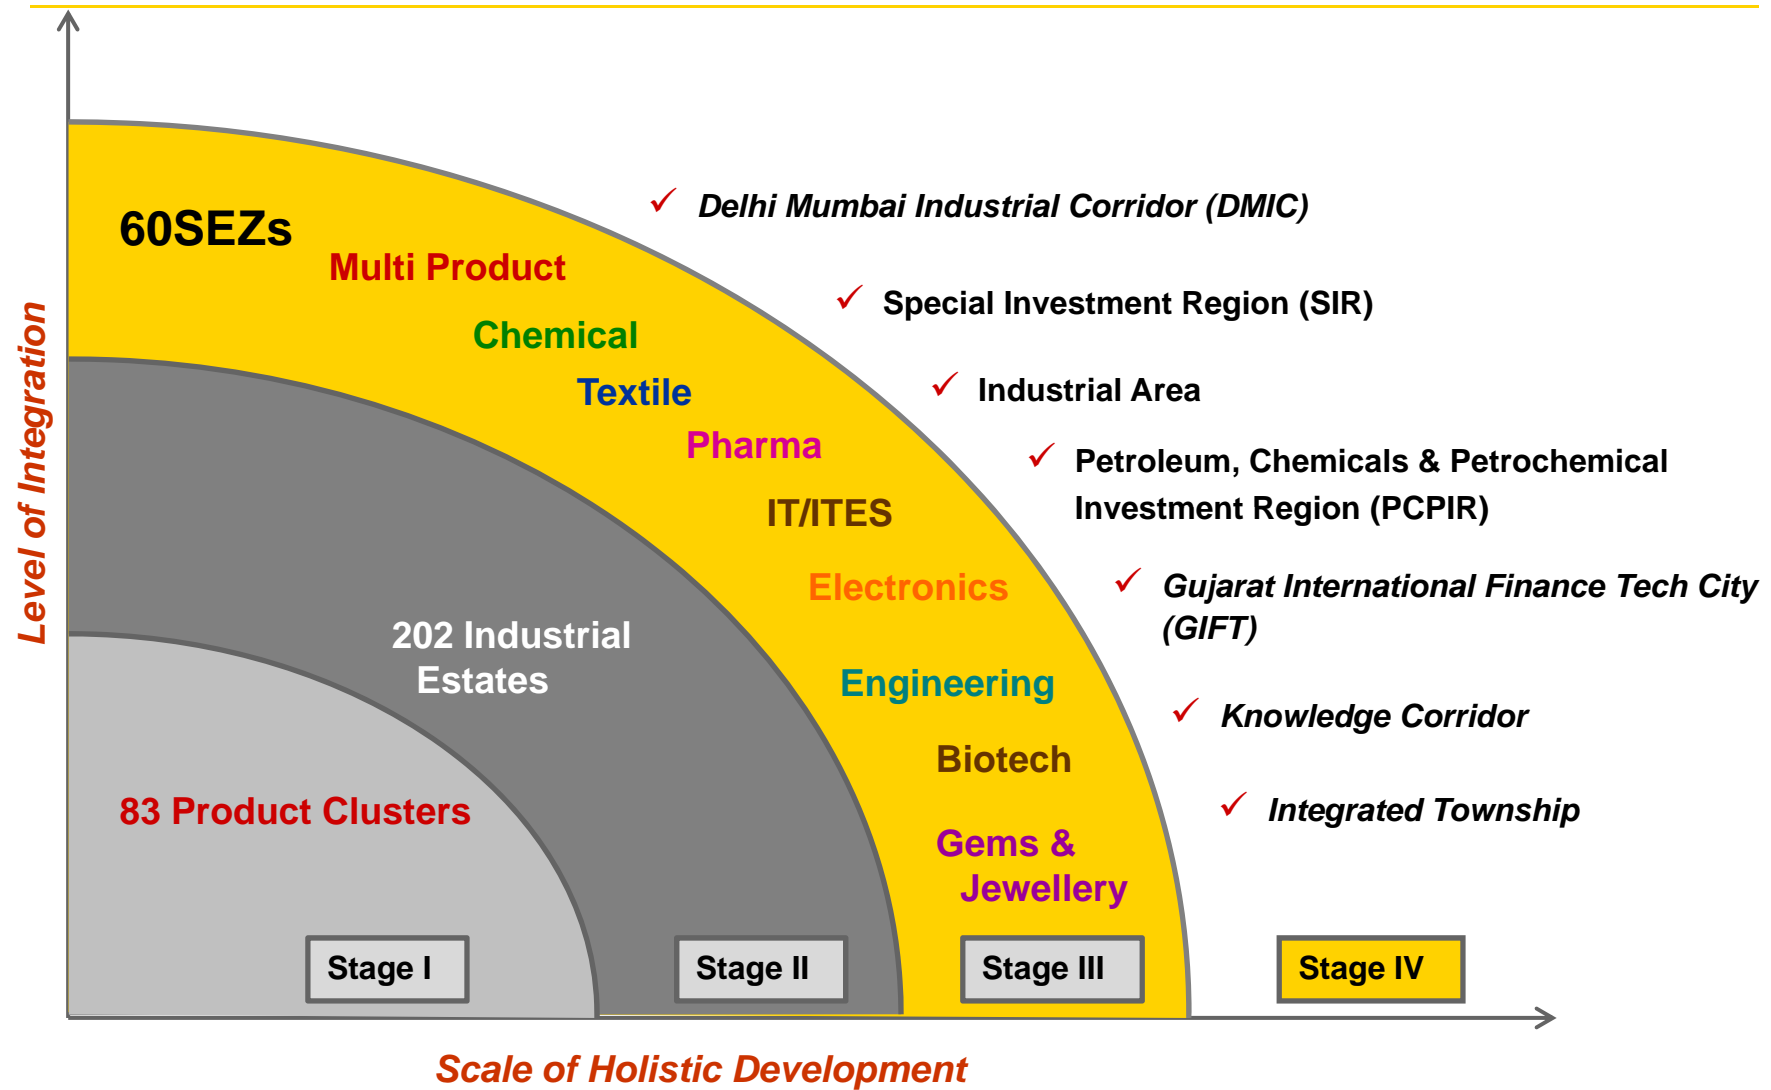 60SEZs
Multi Product
Chemical
Textile
Pharma
IT/ITES
Electronics
Engineering
Biotech
Gems &
Jewellery
202 Industrial
Estates
83 Product Clusters
Delhi Mumbai Industrial Corridor (DMIC)
Special Investment Region (SIR)
Industrial Area
Petroleum, Chemicals & Petrochemical
Investment Region (PCPIR)
Gujarat International Finance Tech City
(GIFT)
Knowledge Corridor
Integrated Township
Level of Integration
Stage I
Stage II
Stage III
Stage IV
Scale of Holistic Development